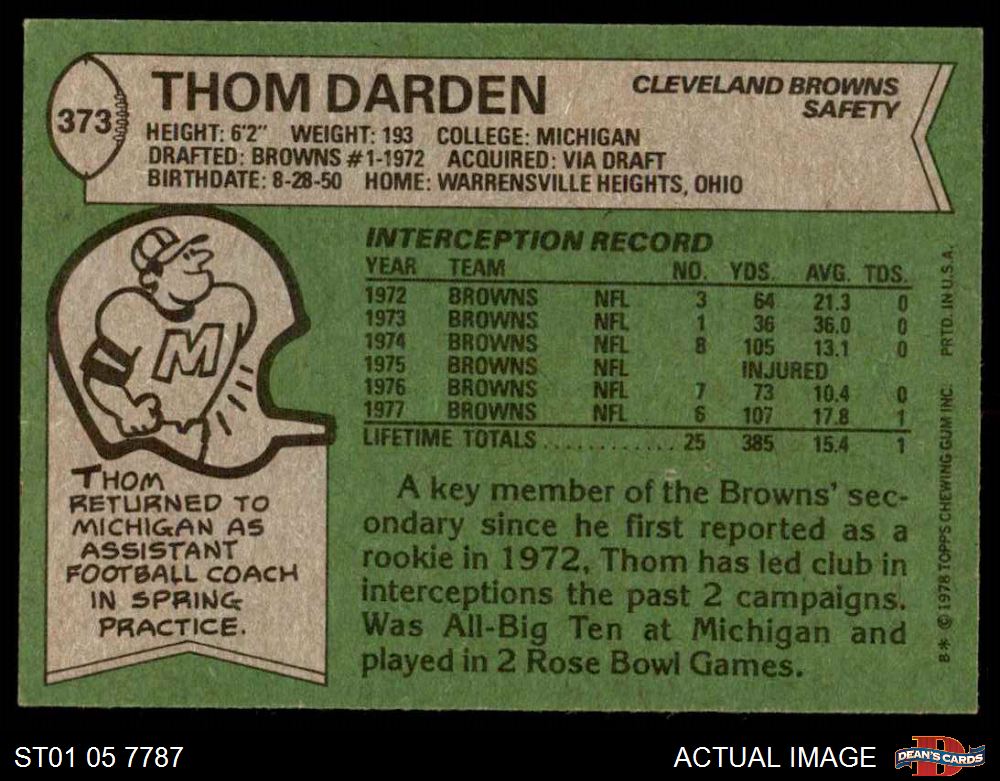 373
THOM DARDEN
CLEVELAND BROWNS
SAFETY
HEIGHT: 6'2" WEIGHT: 193 COLLEGE: MICHIGAN
DRAFTED: BROWNS #1-1972 ACQUIRED: VIA DRAFT
BIRTHDATE: 8-28-50 HOME: WARRENSVILLE HEIGHTS, OHIO
M
M
THOM
RETURNED TO
MICHIGAN AS
ASSISTANT
FOOTBALL COACH
IN SPRING
PRACTICE.
INTERCEPTION RECORD
YEAR TEAM NO. YDS. AVG. TDS.
1972 BROWNS NFL 3 64 21.3 0
1973 BROWNS NFL 1 36 36.0 0
1974 BROWNS NFL 8 105 13.1 0
1975 BROWNS NFL INJURED
1976 BROWNS NFL 7 73 10.4 0
1977 BROWNS NFL 6 107 17.8 1
LIFETIME TOTALS ............ 25 385 15.4 1
A key member of the Browns' sec-
ondary since he first reported as a
rookie in 1972, Thom has led club in
interceptions the past 2 campaigns.
Was All-Big Ten at Michigan and
played in 2 Rose Bowl Games.
8* © 1978 TOPPS CHEWING GUM INC. PRTD. IN U.S.A.
ST01 05 7787
ACTUAL IMAGE
D
DEAN'S CARDS